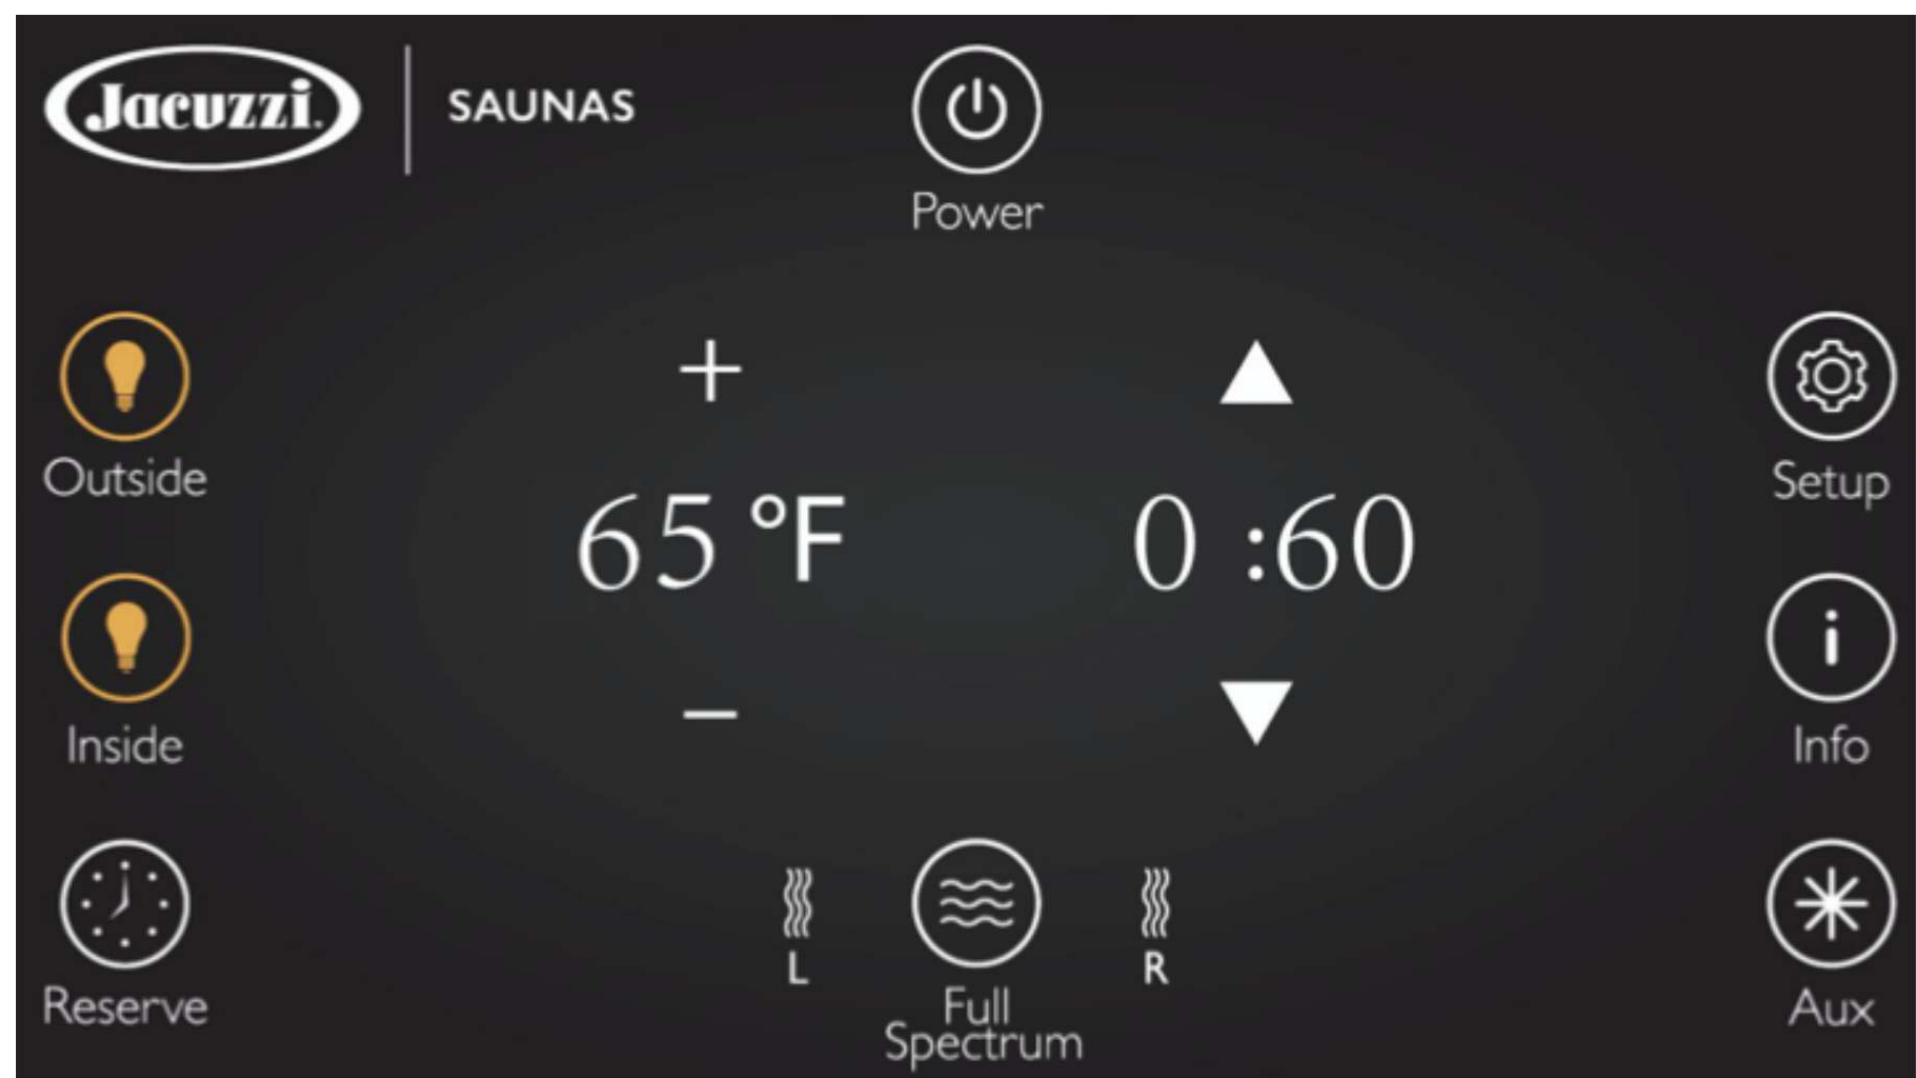 Jacuzzi.
SAUNAS
Power
Outside
Setup
65 °F
0 :60
Inside
Info
L
R
Reserve
Full
Spectrum
Aux